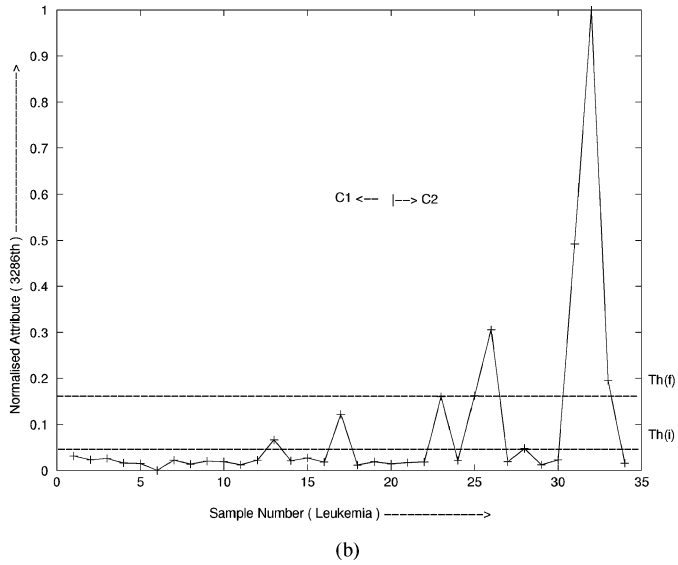 1
0.9
0.8
0.7
0.6
0.5
0.4
0.3
0.2
0.1
0
Normalised Attribute ( 3286th ) ------------------>
C1 <-- |--> C2
Th(f)
Th(i)
0 5 10 15 20 25 30 35
Sample Number ( Leukemia ) ------------->
(b)